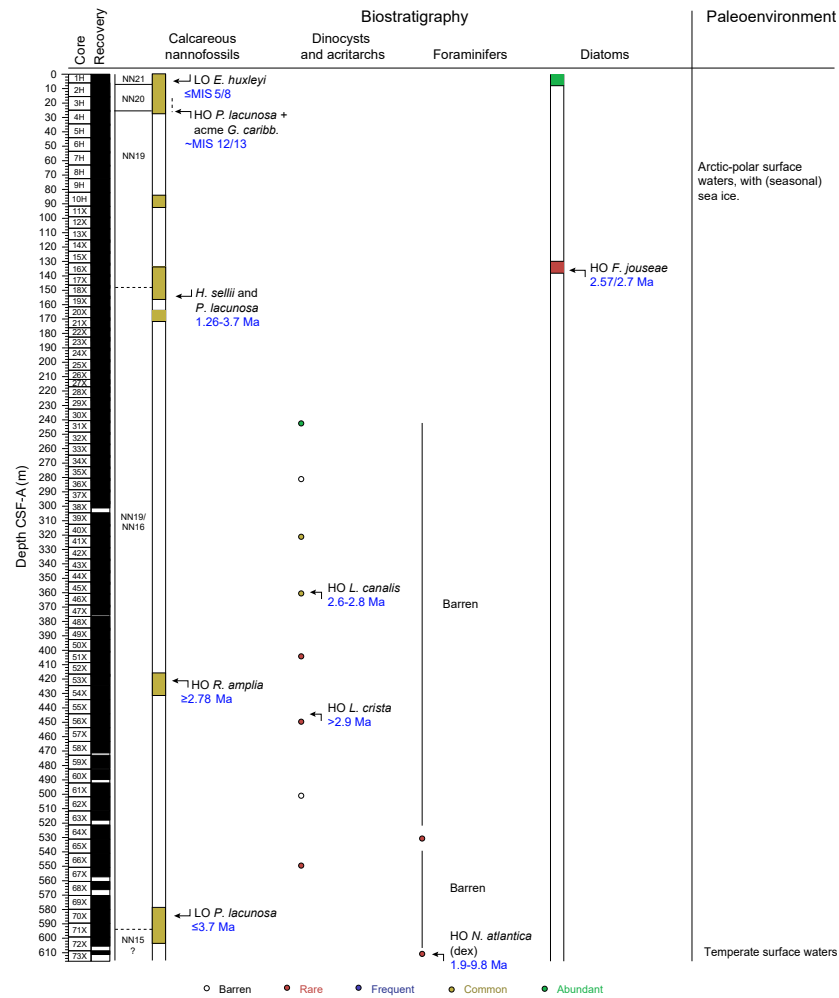 Biostratigraphy
Paleoenvironment
Core
Recovery
Calcareous
nannofossils
Dinocysts
and acritarchs
Foraminifers
Diatoms
Depth CSF-A (m)
0
10
20
30
40
50
60
70
80
90
100
110
120
130
140
150
160
170
180
190
200
210
220
230
240
250
260
270
280
290
300
310
320
330
340
350
360
370
380
390
400
410
420
430
440
450
460
470
480
490
500
510
520
530
540
550
560
570
580
590
600
610
1H
2H
3H
4H
5H
6H
7H
8H
9H
10H
11X
12X
13X
14X
15X
16X
17X
18X
19X
20X
21X
22X
23X
24X
25X
26X
27X
28X
29X
30X
31X
32X
33X
34X
35X
36X
37X
38X
39X
40X
41X
42X
43X
44X
45X
46X
47X
48X
49X
50X
51X
52X
53X
54X
55X
56X
57X
58X
59X
60X
61X
62X
63X
64X
65X
66X
67X
68X
69X
70X
71X
72X
73X
NN21
NN20
NN19
NN19/
NN16
NN15
?
LO E. huxleyi
≤MIS 5/8
HO P. lacunosa +
acme G. caribb.
~MIS 12/13
H. sellii and
P. lacunosa
1.26-3.7 Ma
HO R. amplia
≥2.78 Ma
LO P. lacunosa
≤3.7 Ma
HO L. canalis
2.6-2.8 Ma
HO L. crista
>2.9 Ma
Barren
Barren
HO N. atlantica
(dex)
1.9-9.8 Ma
HO F. jouseae
2.57/2.7 Ma
Arctic-polar surface
waters, with (seasonal)
sea ice.
Temperate surface waters
Barren
Rare
Frequent
Common
Abundant